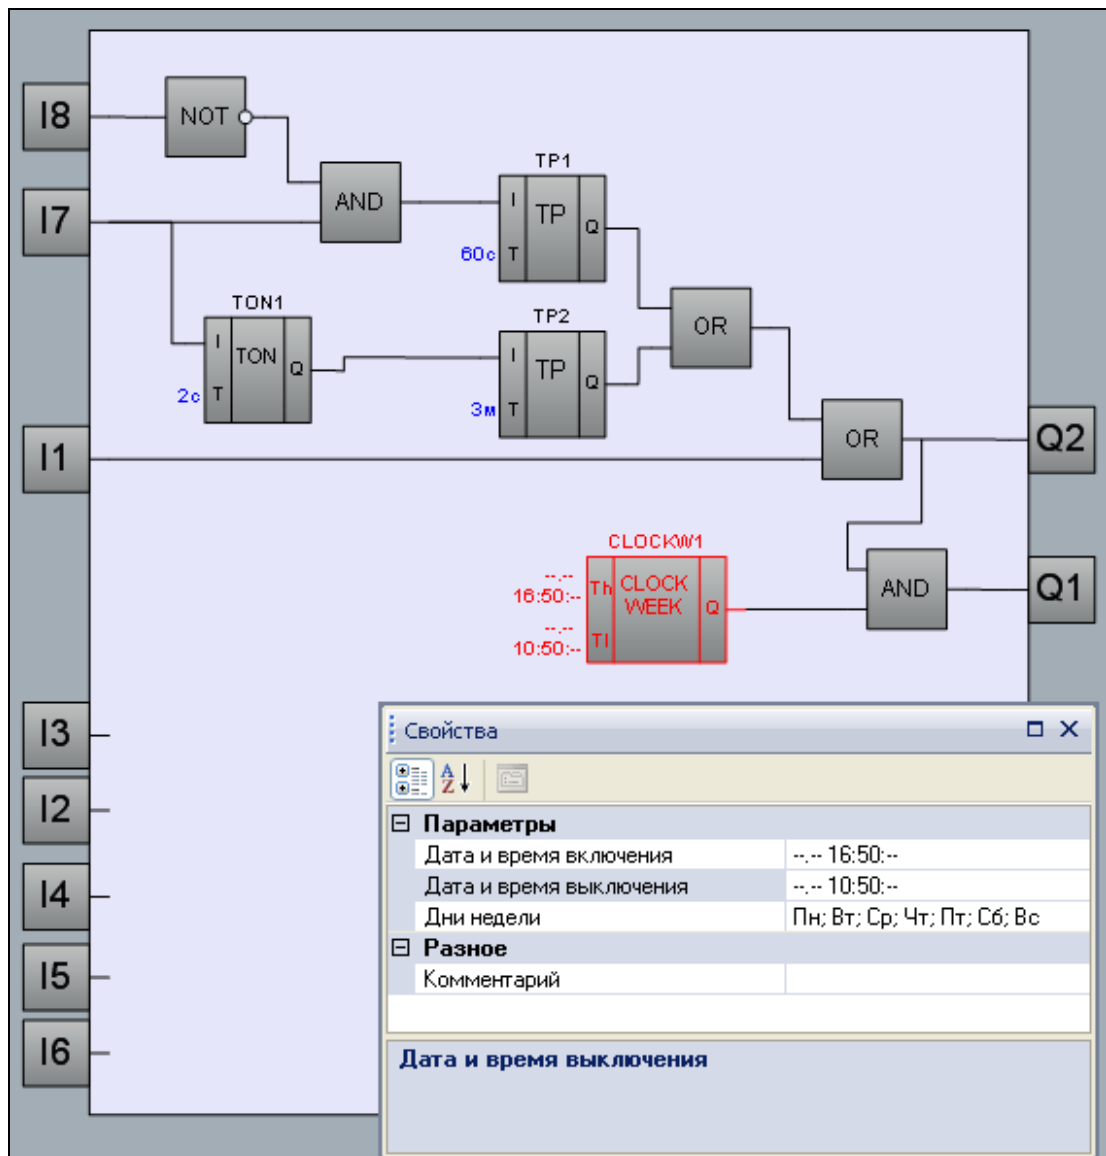 I8
NOT
TP1
I7
AND
I
TP
Q
60с
T
TON1
TP2
OR
I
TON
Q
2с
T
I
TP
Q
3м
T
I1
OR
Q2
CLOCKW1
--.--
16:50:--
Th
CLOCK
WEEK
Q
--.--
10:50:--
Tl
AND
Q1
I3
I2
I4
I5
I6
Свойства
A
Z
Параметры
Дата и время включения --.-- 16:50:--
Дата и время выключения --.-- 10:50:--
Дни недели Пн; Вт; Ср; Чт; Пт; Сб; Вс
Разное
Комментарий
Дата и время выключения